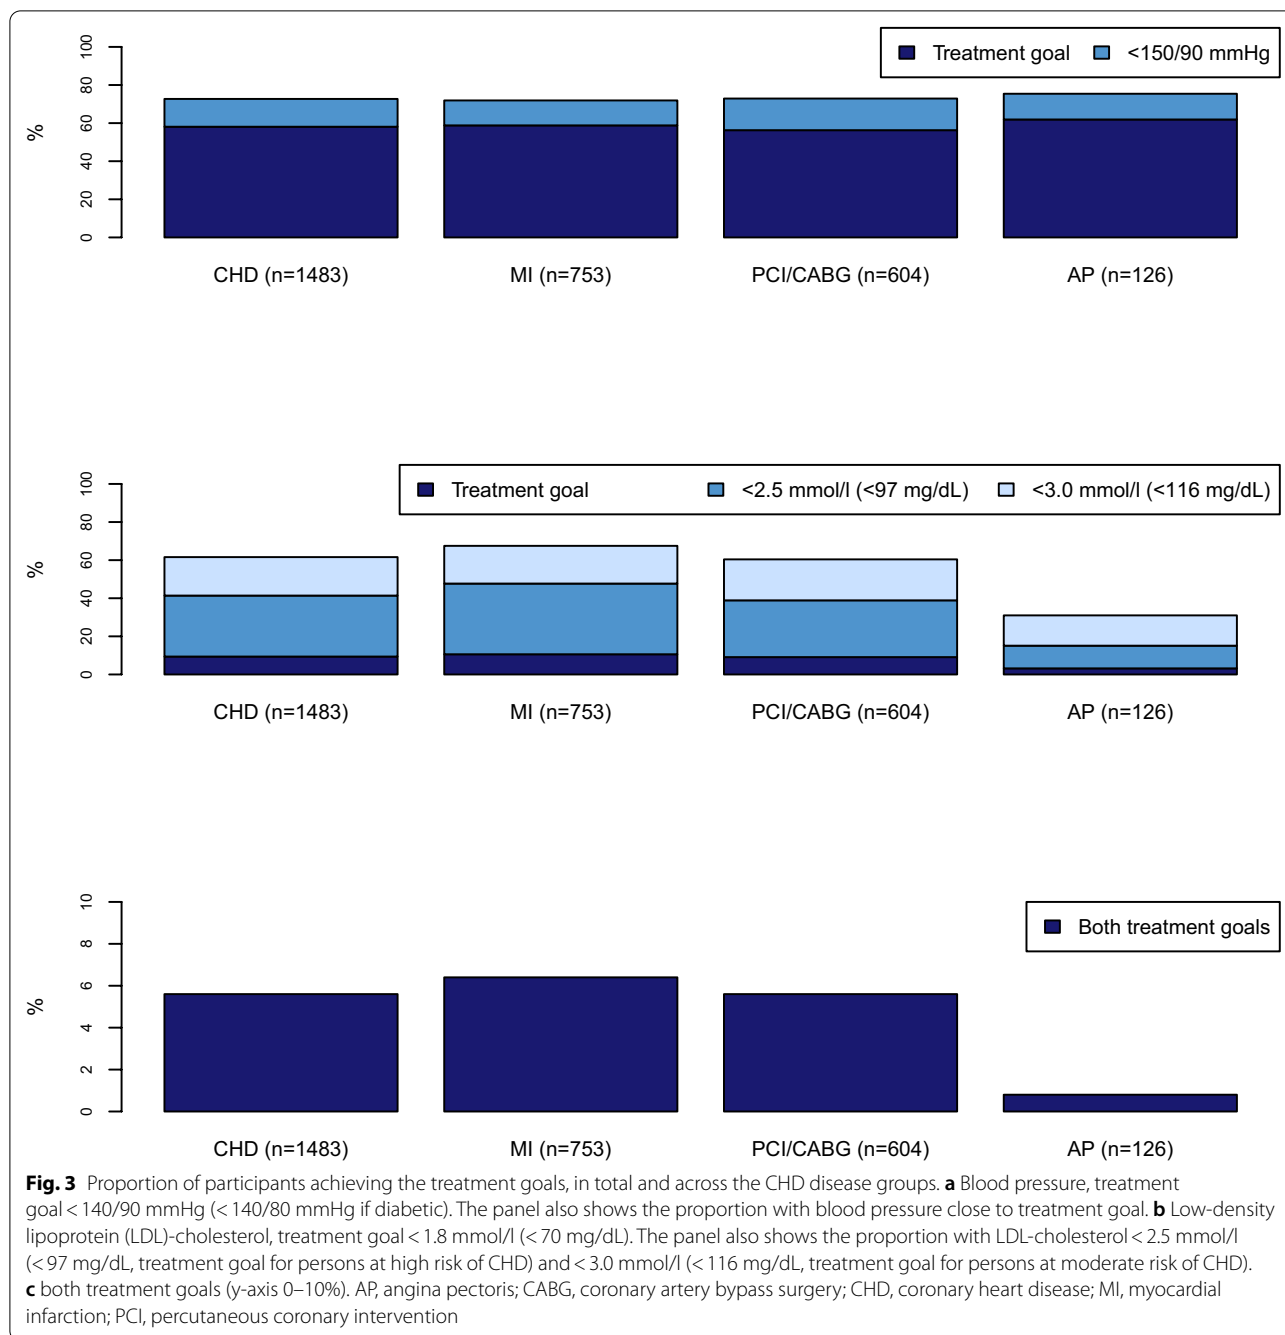 Treatment goal <150/90 mmHg
100
80
60
40
20
0
%
CHD (n=1483) MI (n=753) PCI/CABG (n=604) AP (n=126)
Treatment goal <2.5 mmol/l (<97 mg/dL) <3.0 mmol/l (<116 mg/dL)
100
80
60
40
20
0
%
CHD (n=1483) MI (n=753) PCI/CABG (n=604) AP (n=126)
Both treatment goals
10
8
6
4
2
0
%
CHD (n=1483) MI (n=753) PCI/CABG (n=604) AP (n=126)
Fig. 3 Proportion of participants achieving the treatment goals, in total and across the CHD disease groups. a Blood pressure, treatment
goal < 140/90 mmHg (< 140/80 mmHg if diabetic). The panel also shows the proportion with blood pressure close to treatment goal. b Low-density
lipoprotein (LDL)-cholesterol, treatment goal < 1.8 mmol/l (< 70 mg/dL). The panel also shows the proportion with LDL-cholesterol < 2.5 mmol/l
(< 97 mg/dL, treatment goal for persons at high risk of CHD) and < 3.0 mmol/l (< 116 mg/dL, treatment goal for persons at moderate risk of CHD).
c both treatment goals (y-axis 0–10%). AP, angina pectoris; CABG, coronary artery bypass surgery; CHD, coronary heart disease; MI, myocardial
infarction; PCI, percutaneous coronary intervention